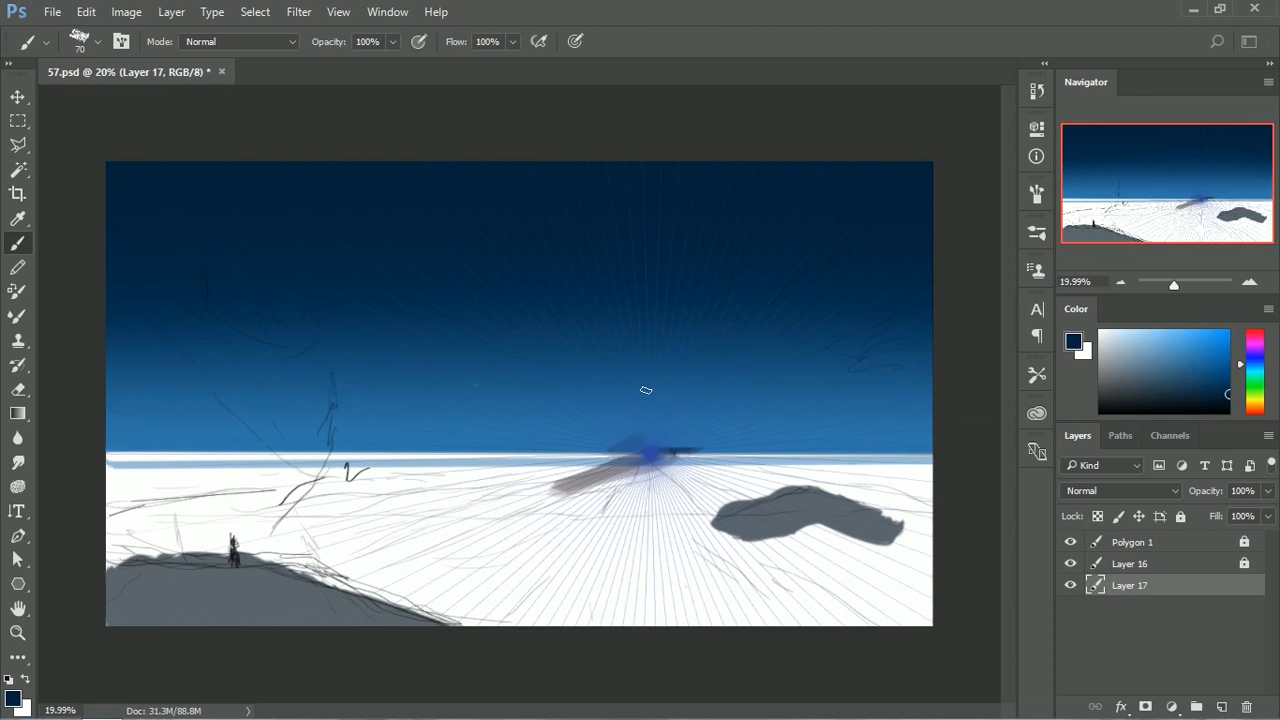 Ps File Edit Image Layer Type Select Filter 3D View Window Help
70 Mode: Normal Opacity: 100% Flow: 100%
57.psd @ 20% (Layer 17, RGB/8) *
Navigator
19.99%
Color
Layers Paths Channels
Kind
Normal Opacity: 100%
Lock: Fill: 100%
Polygon 1
Layer 16
Layer 17
19.99% Doc: 31.3M/88.8M